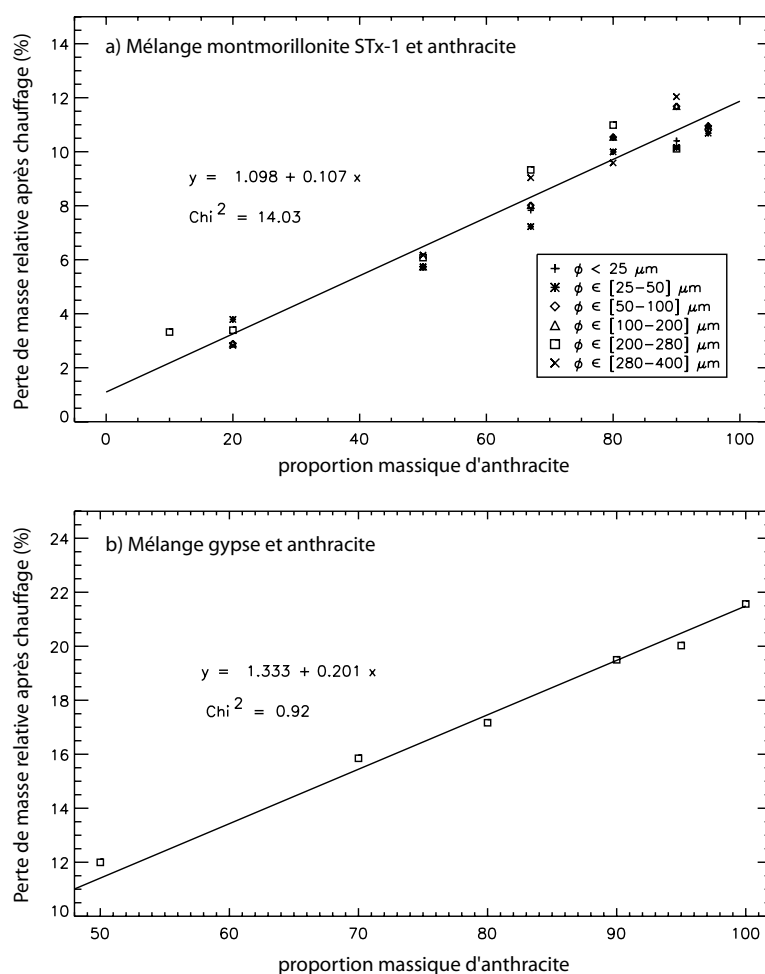 Perte de masse relative après chauffage (%)
a) Mélange montmorillonite STx-1 et anthracite
14
12
10
8
6
4
2
0
y = 1.098 + 0.107 x
Chi 2 = 14.03
+ ϕ < 25 μm
✳ ϕ ϵ [25–50] μm
◇ ϕ ϵ [50–100] μm
△ ϕ ϵ [100–200] μm
□ ϕ ϵ [200–280] μm
× ϕ ϵ [280–400] μm
0 20 40 60 80 100
proportion massique d'anthracite
Perte de masse relative après chauffage (%)
b) Mélange gypse et anthracite
24
22
20
18
16
14
12
10
y = 1.333 + 0.201 x
Chi 2 = 0.92
50 60 70 80 90 100
proportion massique d'anthracite